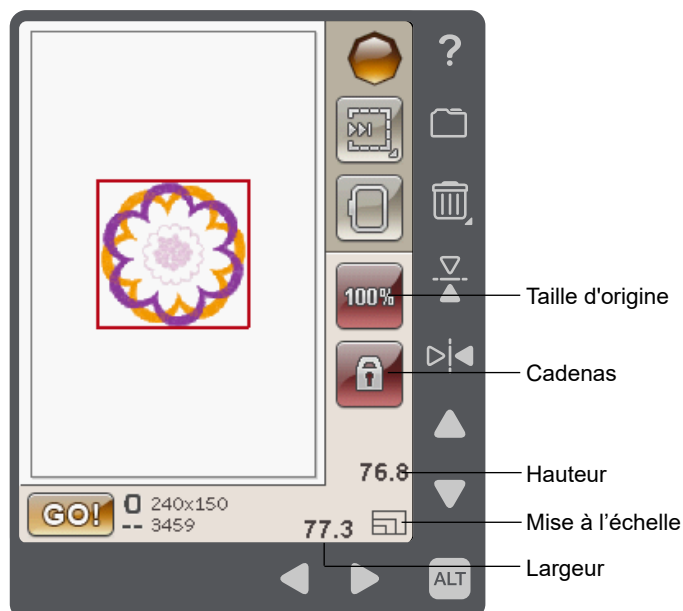 ?
100%
Taille d'origine
Cadenas
76.8
Hauteur
GO!
240x150
-- 3459
77.3
Mise à l’échelle
Largeur
ALT